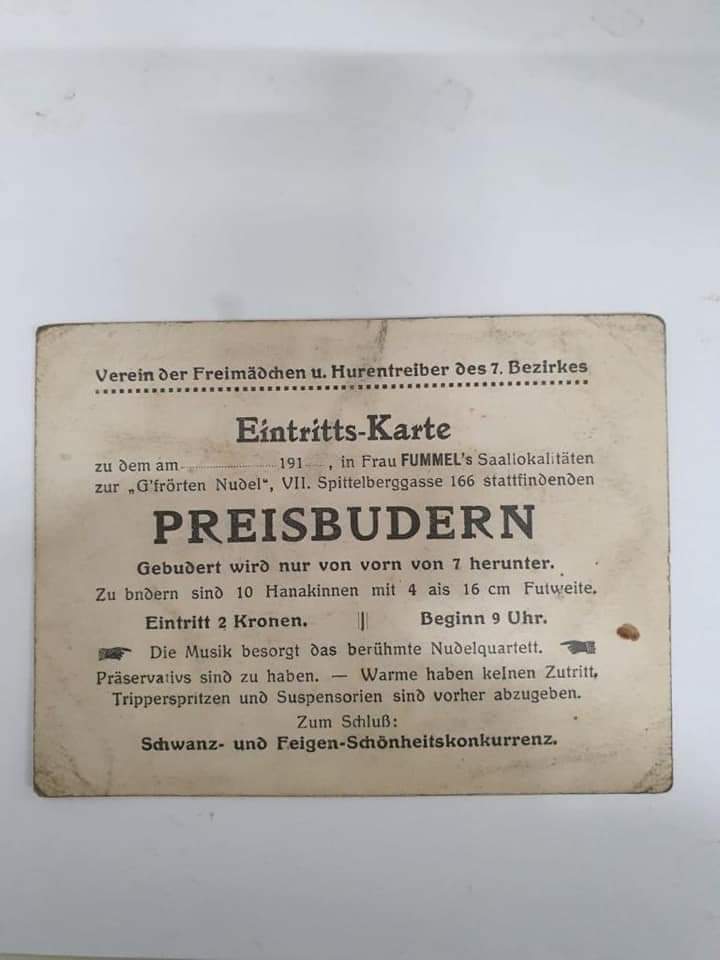 Verein der Freimädchen u. Hurentreiber des 7. Bezirkes
Eintritts-Karte
zu dem am 191 , in Frau FUMMEL's Saallokalitäten
zur „G'frörten Nudel“, VII. Spittelberggasse 166 stattfindenden
PREISBUDERN
Gebudert wird nur von vorn von 7 herunter.
Zu bndern sind 10 Hanakinnen mit 4 ais 16 cm Futweite.
Eintritt 2 Kronen. || Beginn 9 Uhr.
Die Musik besorgt das berühmte Nudelquartett.
Präservativs sind zu haben. — Warme haben keInen Zutritt,
Tripperspritzen und Suspensorien sind vorher abzugeben.
Zum Schluß:
Schwanz- und Feigen-Schönheitskonkurrenz.